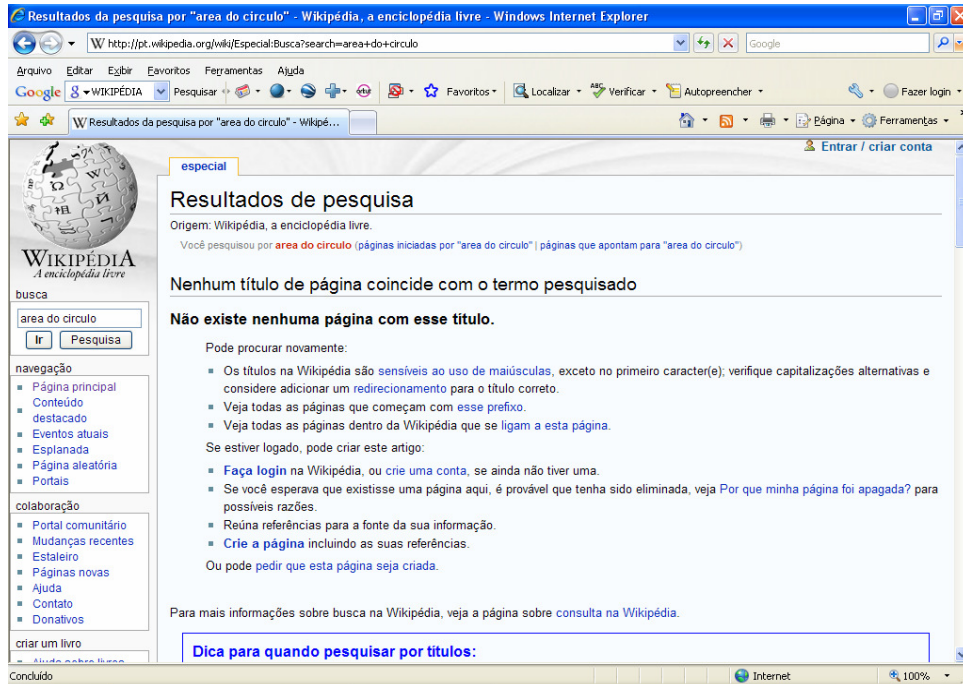 Resultados da pesquisa por "area do circulo" - Wikipédia, a enciclopédia livre - Windows Internet Explorer
W http://pt.wikipedia.org/wiki/Especial:Busca?search=area+do+circulo
Google
Arquivo Editar Exibir Favoritos Ferramentas Ajuda
Google WIKIPÉDIA Pesquisar Favoritos Localizar Verificar Autopreencher Fazer login
W Resultados da pesquisa por "area do circulo" - Wikipé...
Página Ferramentas
Entrar / criar conta
especial
Resultados de pesquisa
Origem: Wikipédia, a enciclopédia livre.
Você pesquisou por area do circulo (páginas iniciadas por "area do circulo" | páginas que apontam para "area do circulo")
Nenhum título de página coincide com o termo pesquisado
Não existe nenhuma página com esse título.
Pode procurar novamente:
Os títulos na Wikipédia são sensíveis ao uso de maiúsculas, exceto no primeiro caracter(e); verifique capitalizações alternativas e
considere adicionar um redirecionamento para o título correto.
Veja todas as páginas que começam com esse prefixo.
Veja todas as páginas dentro da Wikipédia que se ligam a esta página.
Se estiver logado, pode criar este artigo:
Faça login na Wikipédia, ou crie uma conta, se ainda não tiver uma.
Se você esperava que existisse uma página aqui, é provável que tenha sido eliminada, veja Por que minha página foi apagada? para
possíveis razões.
Reúna referências para a fonte da sua informação.
Crie a página incluindo as suas referências.
Ou pode pedir que esta página seja criada.
Para mais informações sobre busca na Wikipédia, veja a página sobre consulta na Wikipédia.
Dica para quando pesquisar por títulos:
WIKIPÉDIA
A enciclopédia livre
busca
area do circulo
Ir Pesquisa
navegação
Página principal
Conteúdo
destacado
Eventos atuais
Esplanada
Página aleatória
Portais
colaboração
Portal comunitário
Mudanças recentes
Estaleiro
Páginas novas
Ajuda
Contato
Donativos
criar um livro
Concluído
Internet
100%